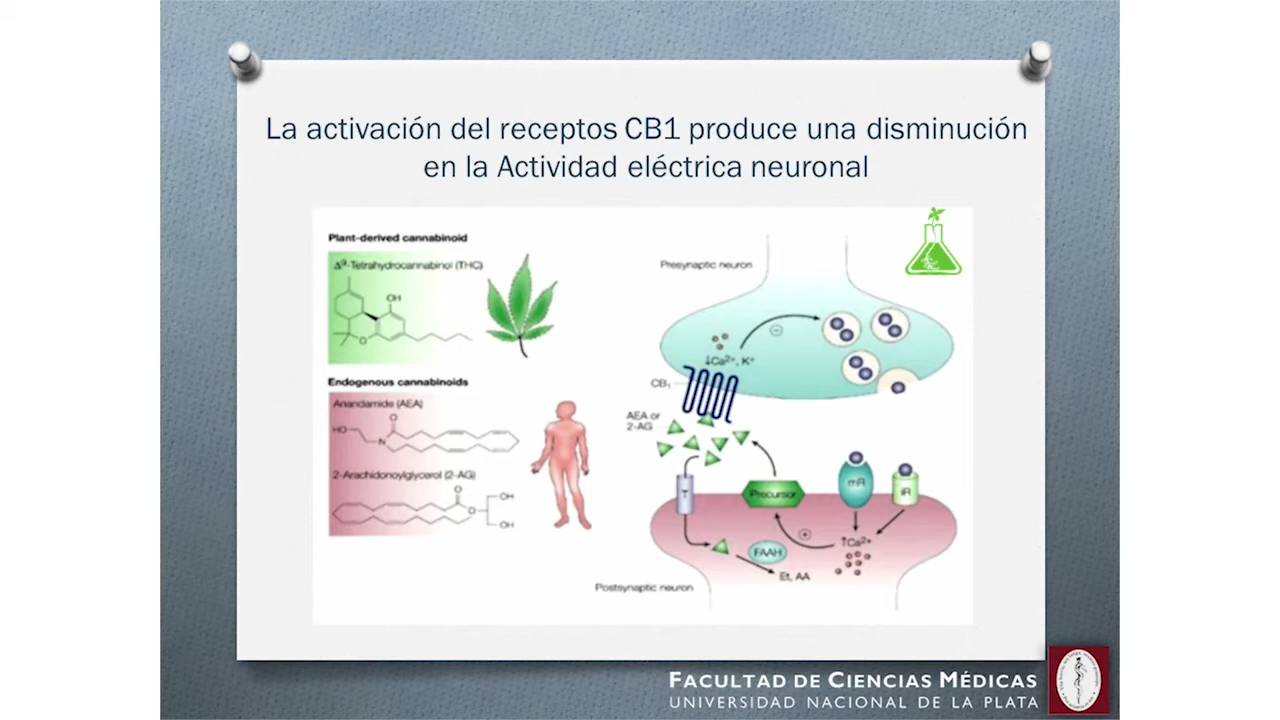 La activación del receptos CB1 produce una disminución
en la Actividad eléctrica neuronal
Plant-derived cannabinoid
Δ⁹-Tetrahydrocannabinol (THC)
OH
O
Endogenous cannabinoids
Anandamide (AEA)
O
HO
N
2-Arachidonoylglycerol (2-AG)
O
OH
O
OH
Presynaptic neuron
↓Ca²⁺, K⁺
CB₁
AEA or
2-AG
T
Precursor
mR
iR
↑Ca²⁺
FAAH
Et, AA
Postsynaptic neuron
FACULTAD DE CIENCIAS MÉDICAS
UNIVERSIDAD NACIONAL DE LA PLATA